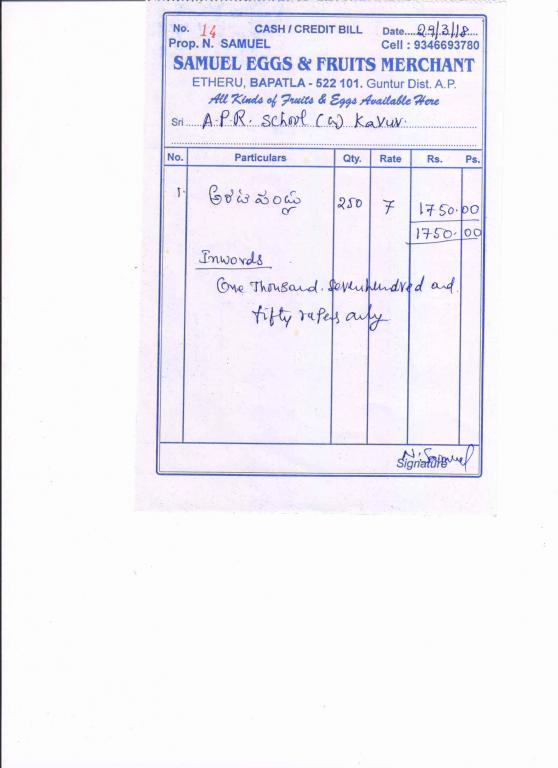 No. 14 CASH / CREDIT BILL Date 29/3/18
Prop. N. SAMUEL Cell : 9346693780
SAMUEL EGGS & FRUITS MERCHANT
ETHERU, BAPATLA - 522 101. Guntur Dist. A.P.
All Kinds of Fruits & Eggs Available Here
Sri A.P.R. School (G) Kavur.
No. Particulars Qty. Rate Rs. Ps.
1. అరటి పండ్లు 250 7 1750.00
1750.00
Inwords
One Thousand. Sevenhundred and
fifty rupes only
N. Samuel
Signature